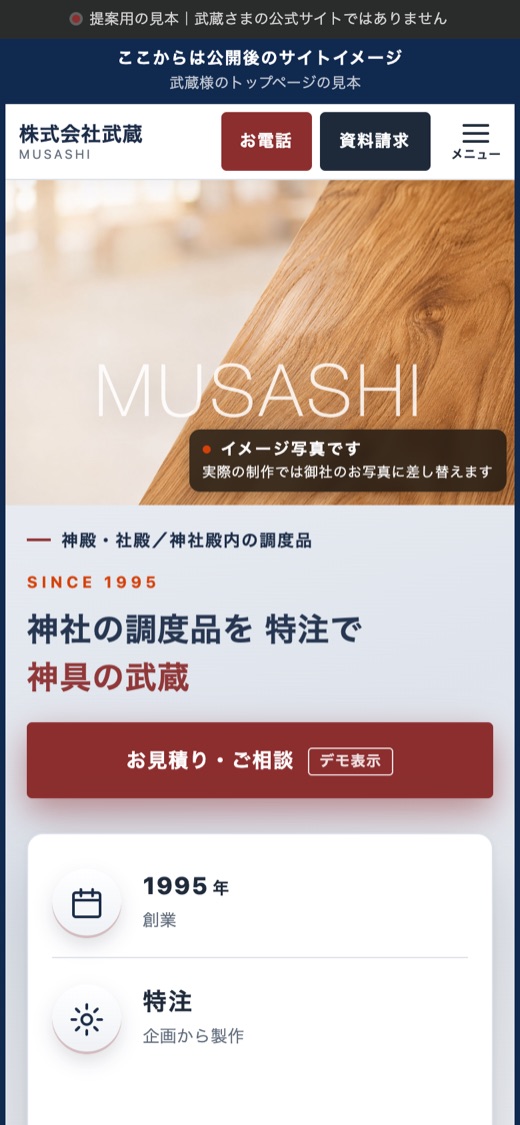 提案用の見本｜武蔵さまの公式サイトではありません
ここからは公開後のサイトイメージ
武蔵様のトップページの見本
株式会社武蔵
MUSASHI
お電話
資料請求
メニュー
MUSASHI
イメージ写真です
実際の制作では御社のお写真に差し替えます
神殿・社殿／神社殿内の調度品
SINCE 1995
神社の調度品を 特注で
神具の武蔵
お見積り・ご相談 デモ表示
1995 年
創業
特注
企画から製作